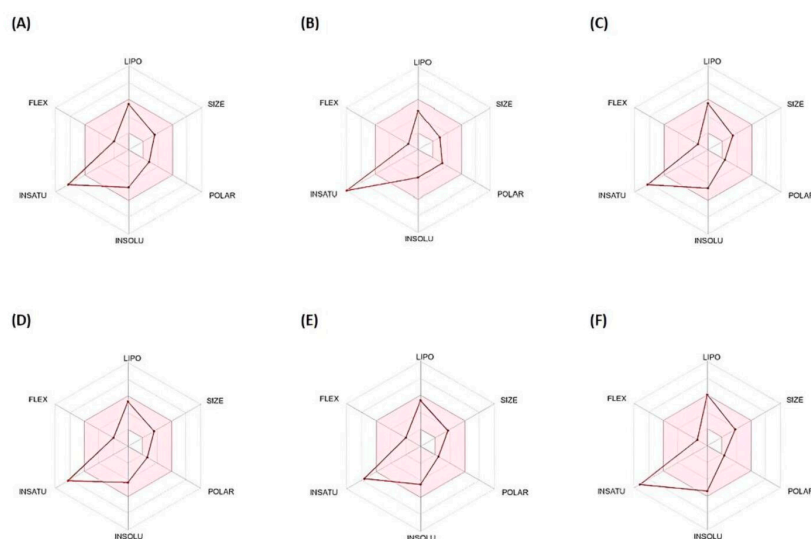 (A)
(B)
(C)
LIPO
LIPO
LIPO
FLEX
SIZE
FLEX
SIZE
FLEX
SIZE
INSATU
POLAR
INSATU
POLAR
INSATU
POLAR
INSOLU
INSOLU
INSOLU
(D)
(E)
(F)
LIPO
LIPO
LIPO
FLEX
SIZE
FLEX
SIZE
FLEX
SIZE
INSATU
POLAR
INSATU
POLAR
INSATU
POLAR
INSOLU
INSOLU
INSOLU